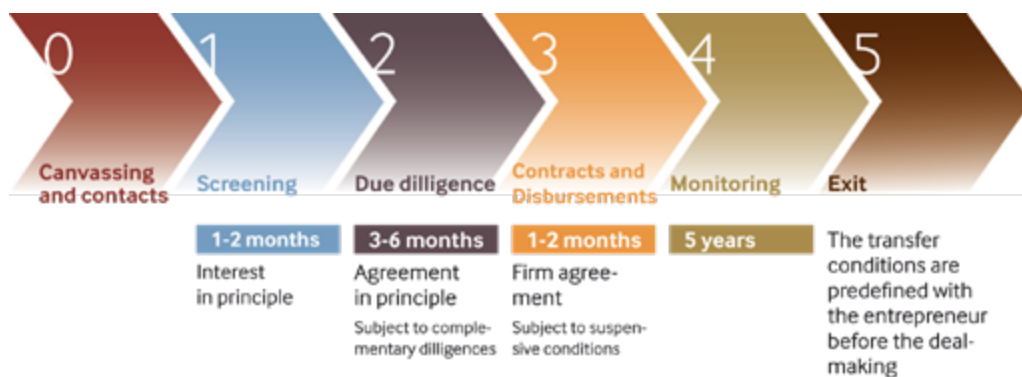 0
1
2
3
4
5
Canvassing
and contacts
Screening
Due dilligence
Contracts and
Disbursements
Monitoring
Exit
1-2 months
Interest
in principle
3-6 months
Agreement
in principle
Subject to comple-
mentary dilligences
1-2 months
Firm agree-
ment
Subject to suspen-
sive conditions
5 years
The transfer
conditions are
predefined with
the entrepreneur
before the deal-
making